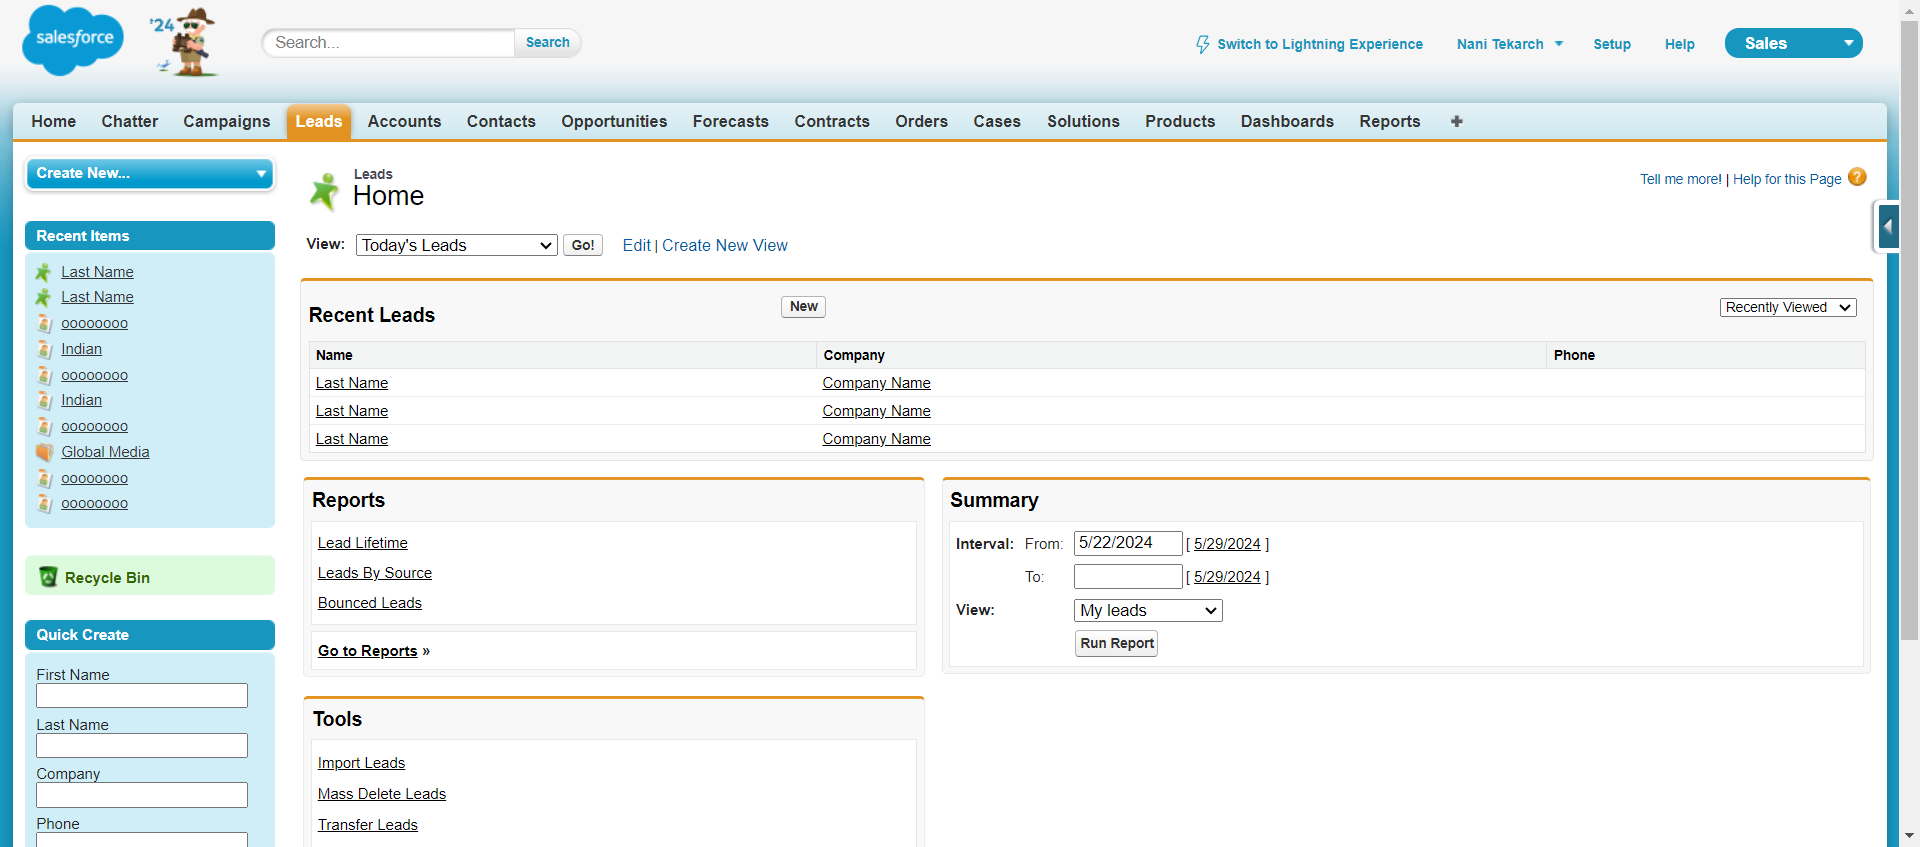 salesforce
'24
Search...
Search
Switch to Lightning Experience
Nani Tekarch
Setup
Help
Sales
Home
Chatter
Campaigns
Leads
Accounts
Contacts
Opportunities
Forecasts
Contracts
Orders
Cases
Solutions
Products
Dashboards
Reports
+
Create New...
Recent Items
Last Name
Last Name
oooooooo
Indian
oooooooo
Indian
oooooooo
Global Media
oooooooo
oooooooo
Recycle Bin
Quick Create
First Name
Last Name
Company
Phone
Leads
Home
Tell me more! | Help for this Page ?
View: Today's Leads Go! Edit | Create New View
Recent Leads New Recently Viewed
Name Company Phone
Last Name Company Name
Last Name Company Name
Last Name Company Name
Reports
Lead Lifetime
Leads By Source
Bounced Leads
Go to Reports »
Summary
Interval: From: 5/22/2024 [ 5/29/2024 ]
To: [ 5/29/2024 ]
View: My leads
Run Report
Tools
Import Leads
Mass Delete Leads
Transfer Leads